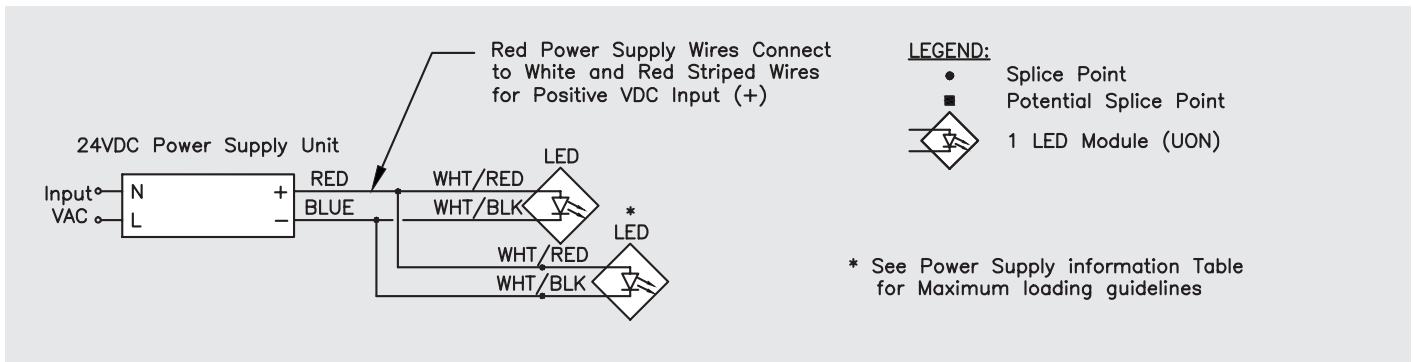 Red Power Supply Wires Connect
to White and Red Striped Wires
for Positive VDC Input (+)
LEGEND:
Splice Point
Potential Splice Point
1 LED Module (UON)
24VDC Power Supply Unit
Input
VAC
N
L
+
−
RED
BLUE
WHT/RED
WHT/BLK
LED
*
LED
WHT/RED
WHT/BLK
* See Power Supply information Table
for Maximum loading guidelines